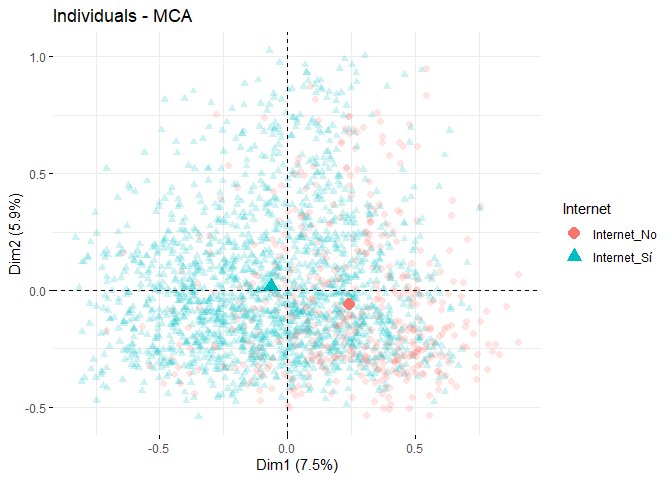 Individuals - MCA
1.0
0.5
0.0
-0.5
Dim2 (5.9%)
-0.5
0.0
0.5
Dim1 (7.5%)
Internet
Internet_No
Internet_Sí